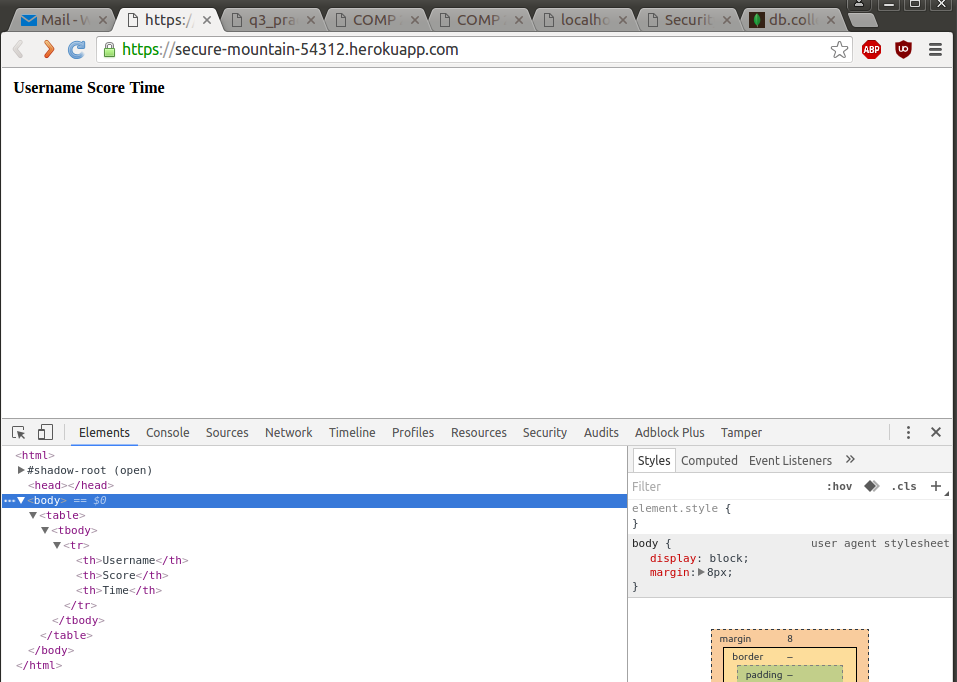 Mail - W https:/ q3_pra COMP COMP localho Securit db.colle
https://secure-mountain-54312.herokuapp.com ABP
Username Score Time
Elements Console Sources Network Timeline Profiles Resources Security Audits Adblock Plus Tamper
<html>
#shadow-root (open)
<head></head>
<body> == $0
<table>
<tbody>
<tr>
<th>Username</th>
<th>Score</th>
<th>Time</th>
</tr>
</tbody>
</table>
</body>
</html>
Styles Computed Event Listeners »
Filter :hov .cls +
element.style {
}
body { user agent stylesheet
display: block;
margin: 8px;
}
margin 8
border –
padding –